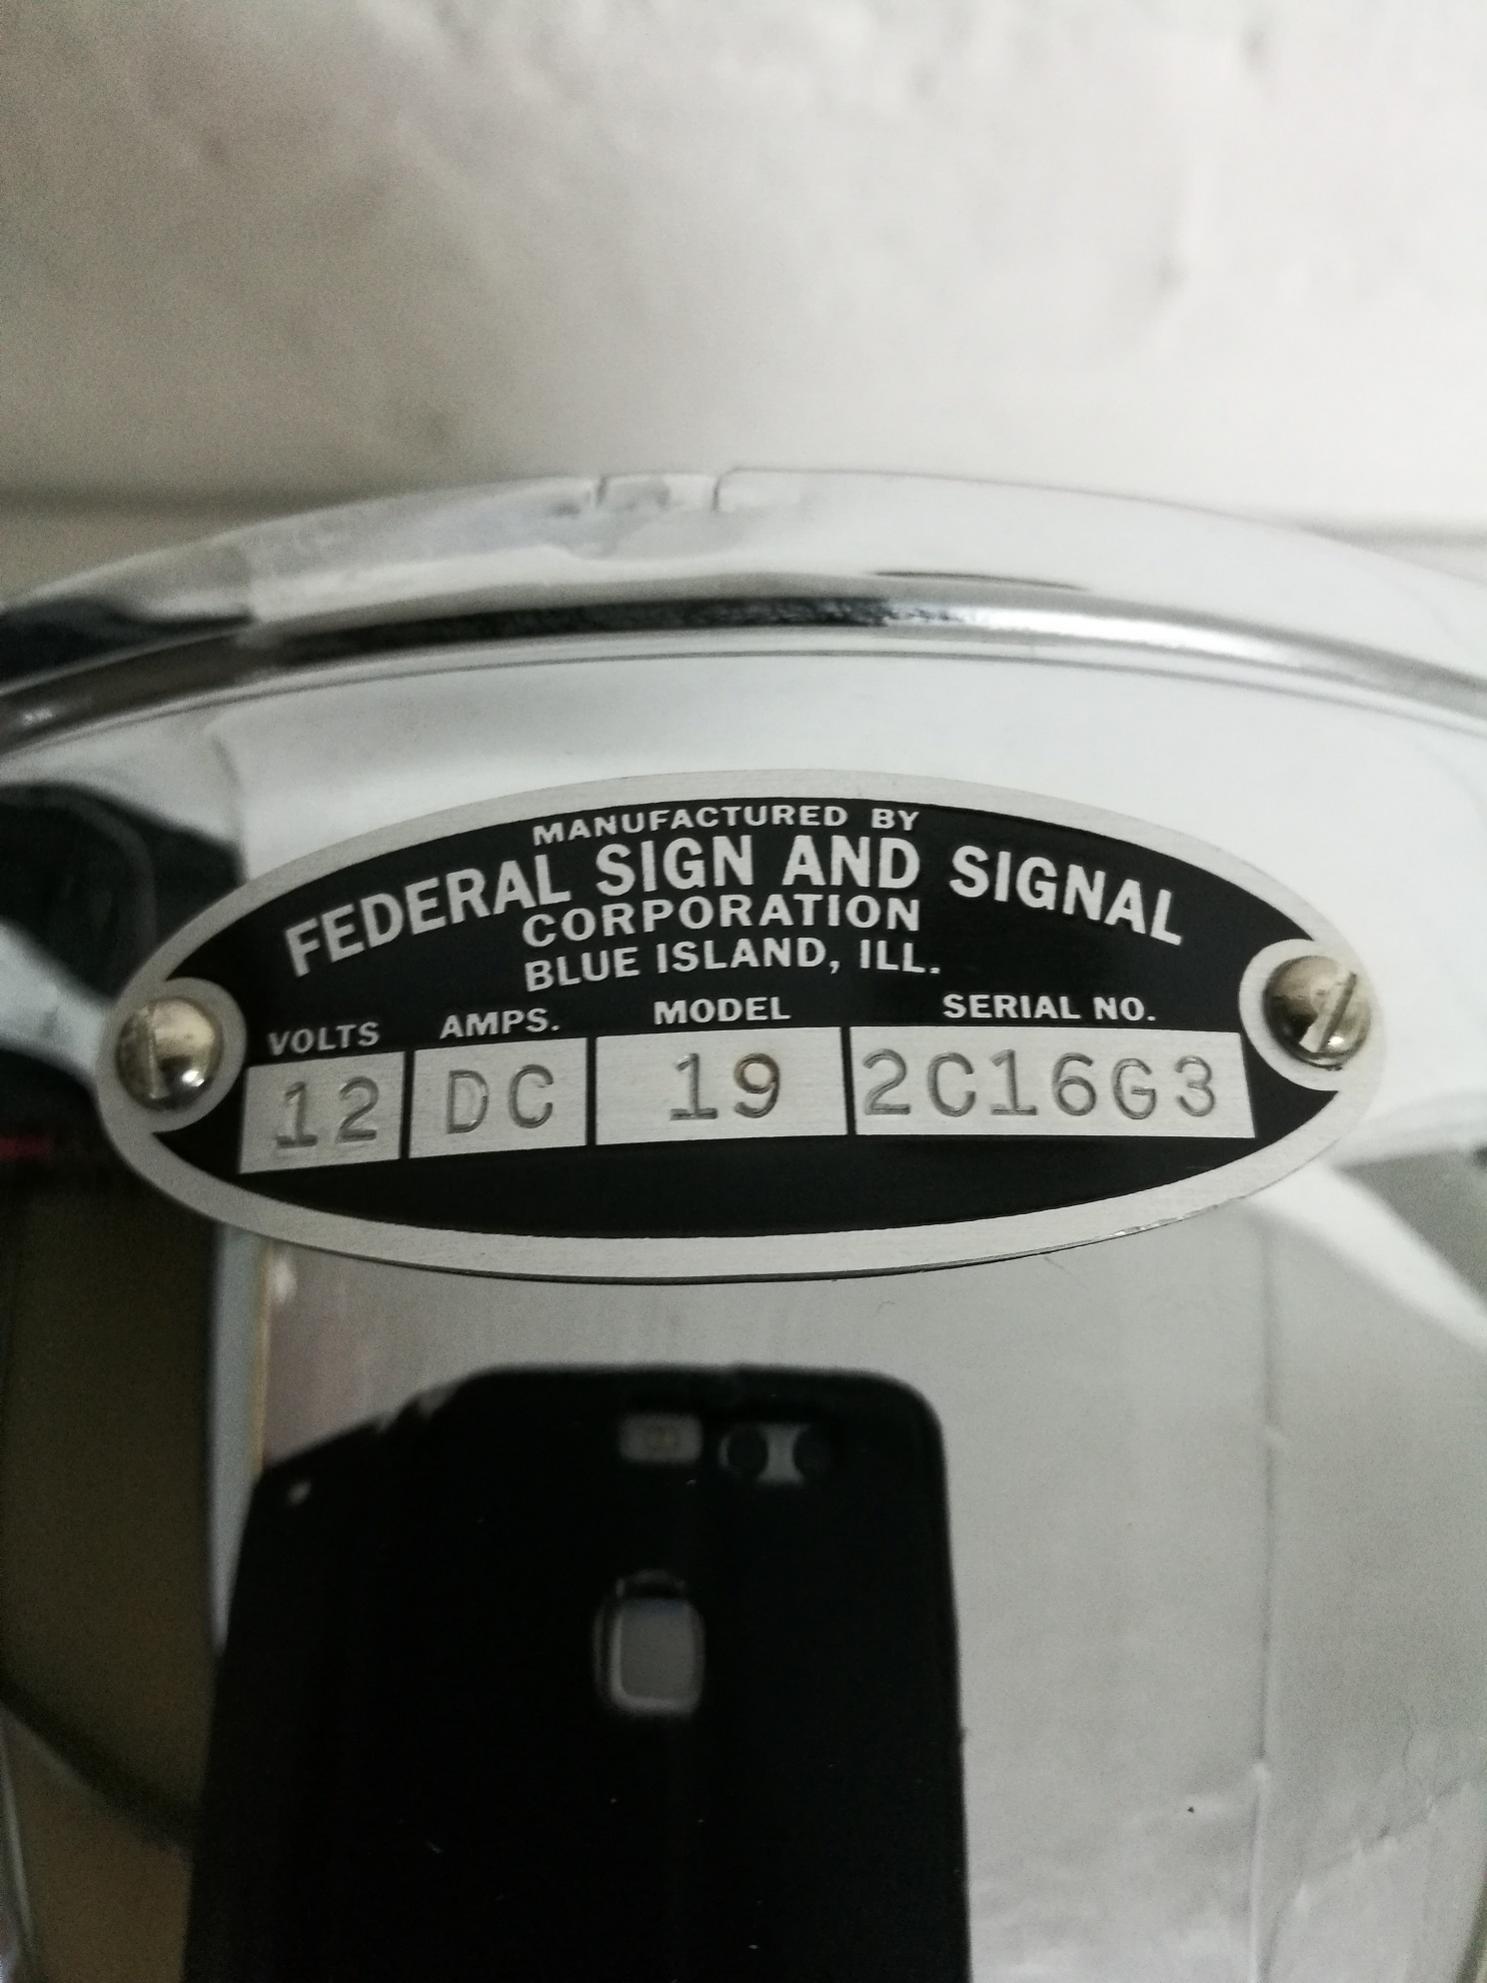 MANUFACTURED BY
FEDERAL SIGN AND SIGNAL
CORPORATION
BLUE ISLAND, ILL.
VOLTS AMPS. MODEL SERIAL NO.
12 DC 19 2C16G3